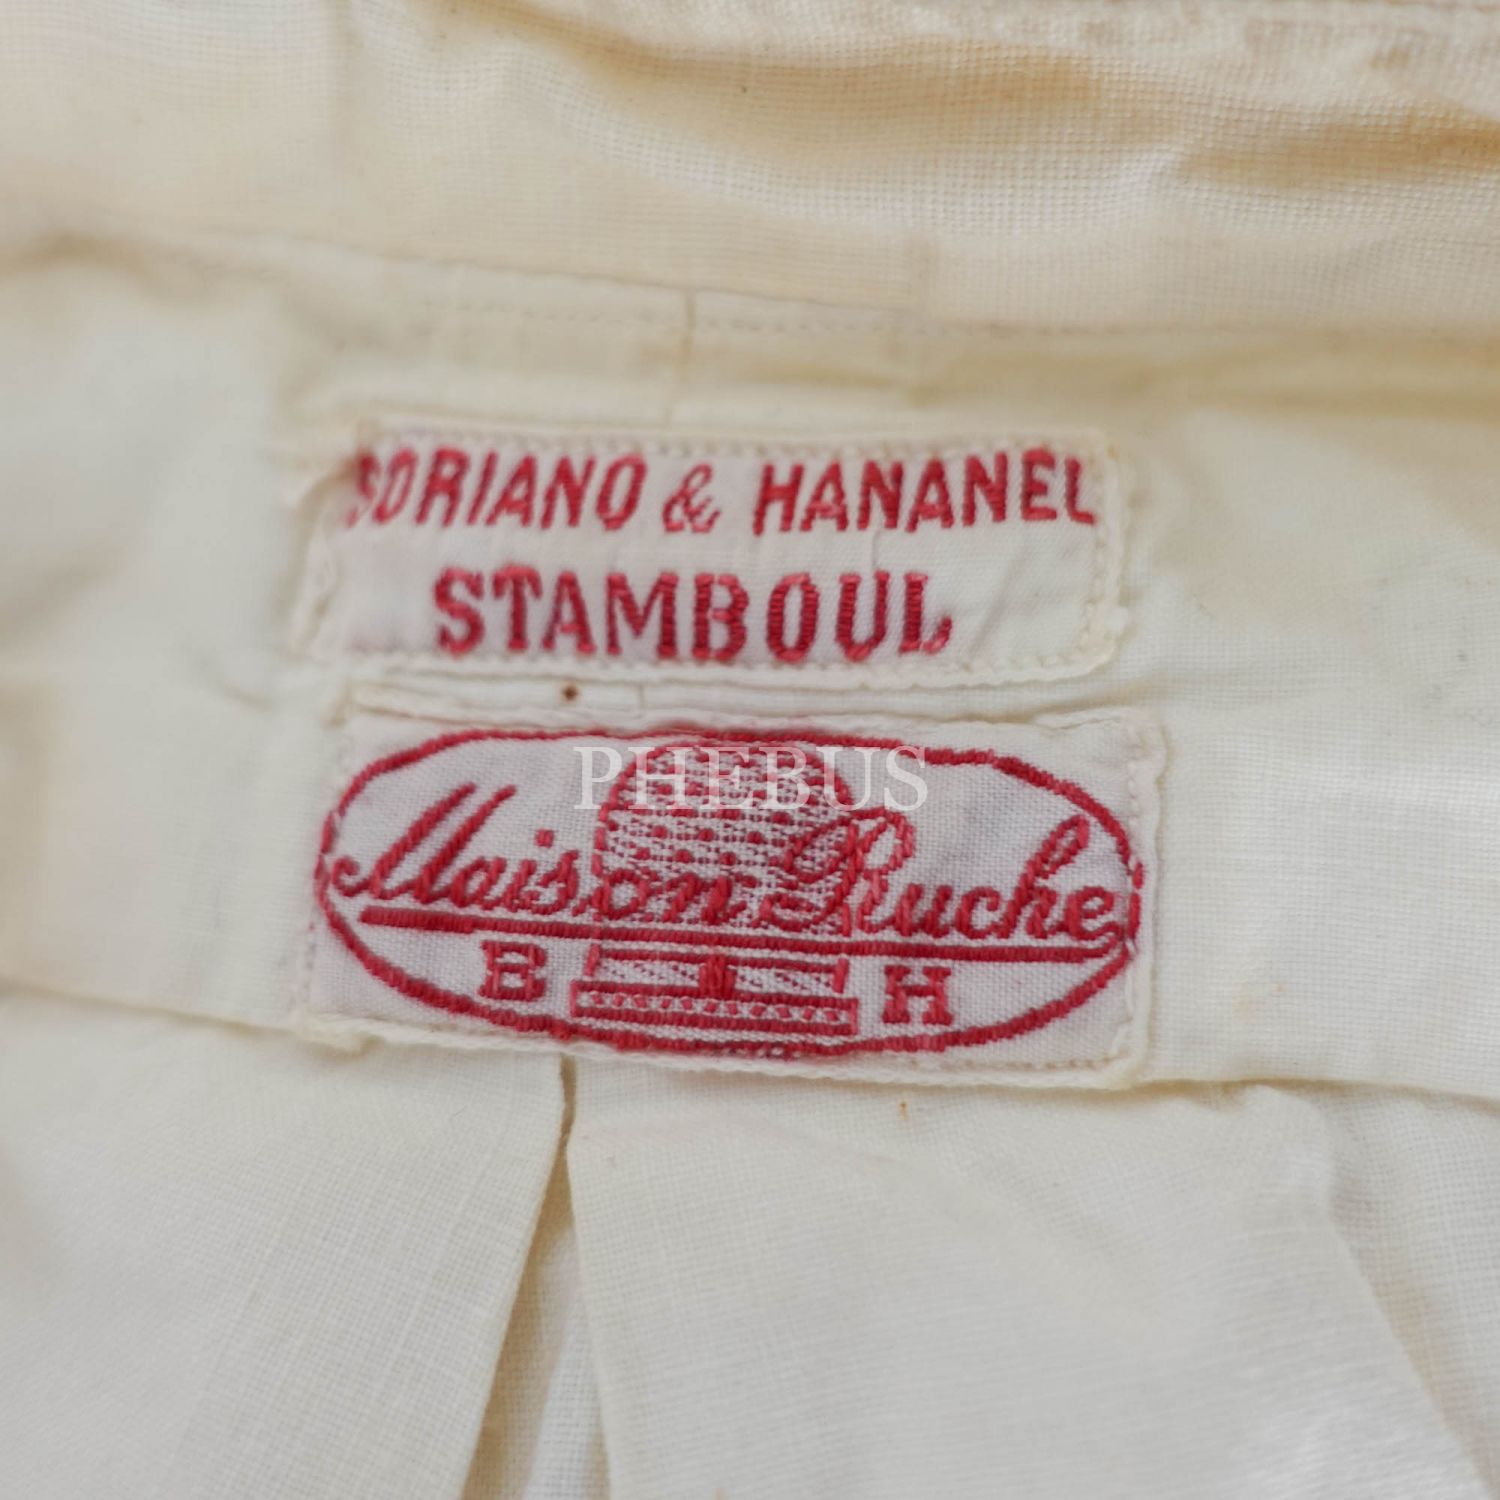 SORIANO & HANANEL
STAMBOUL
PHEBUS
Maison Ruche
B H